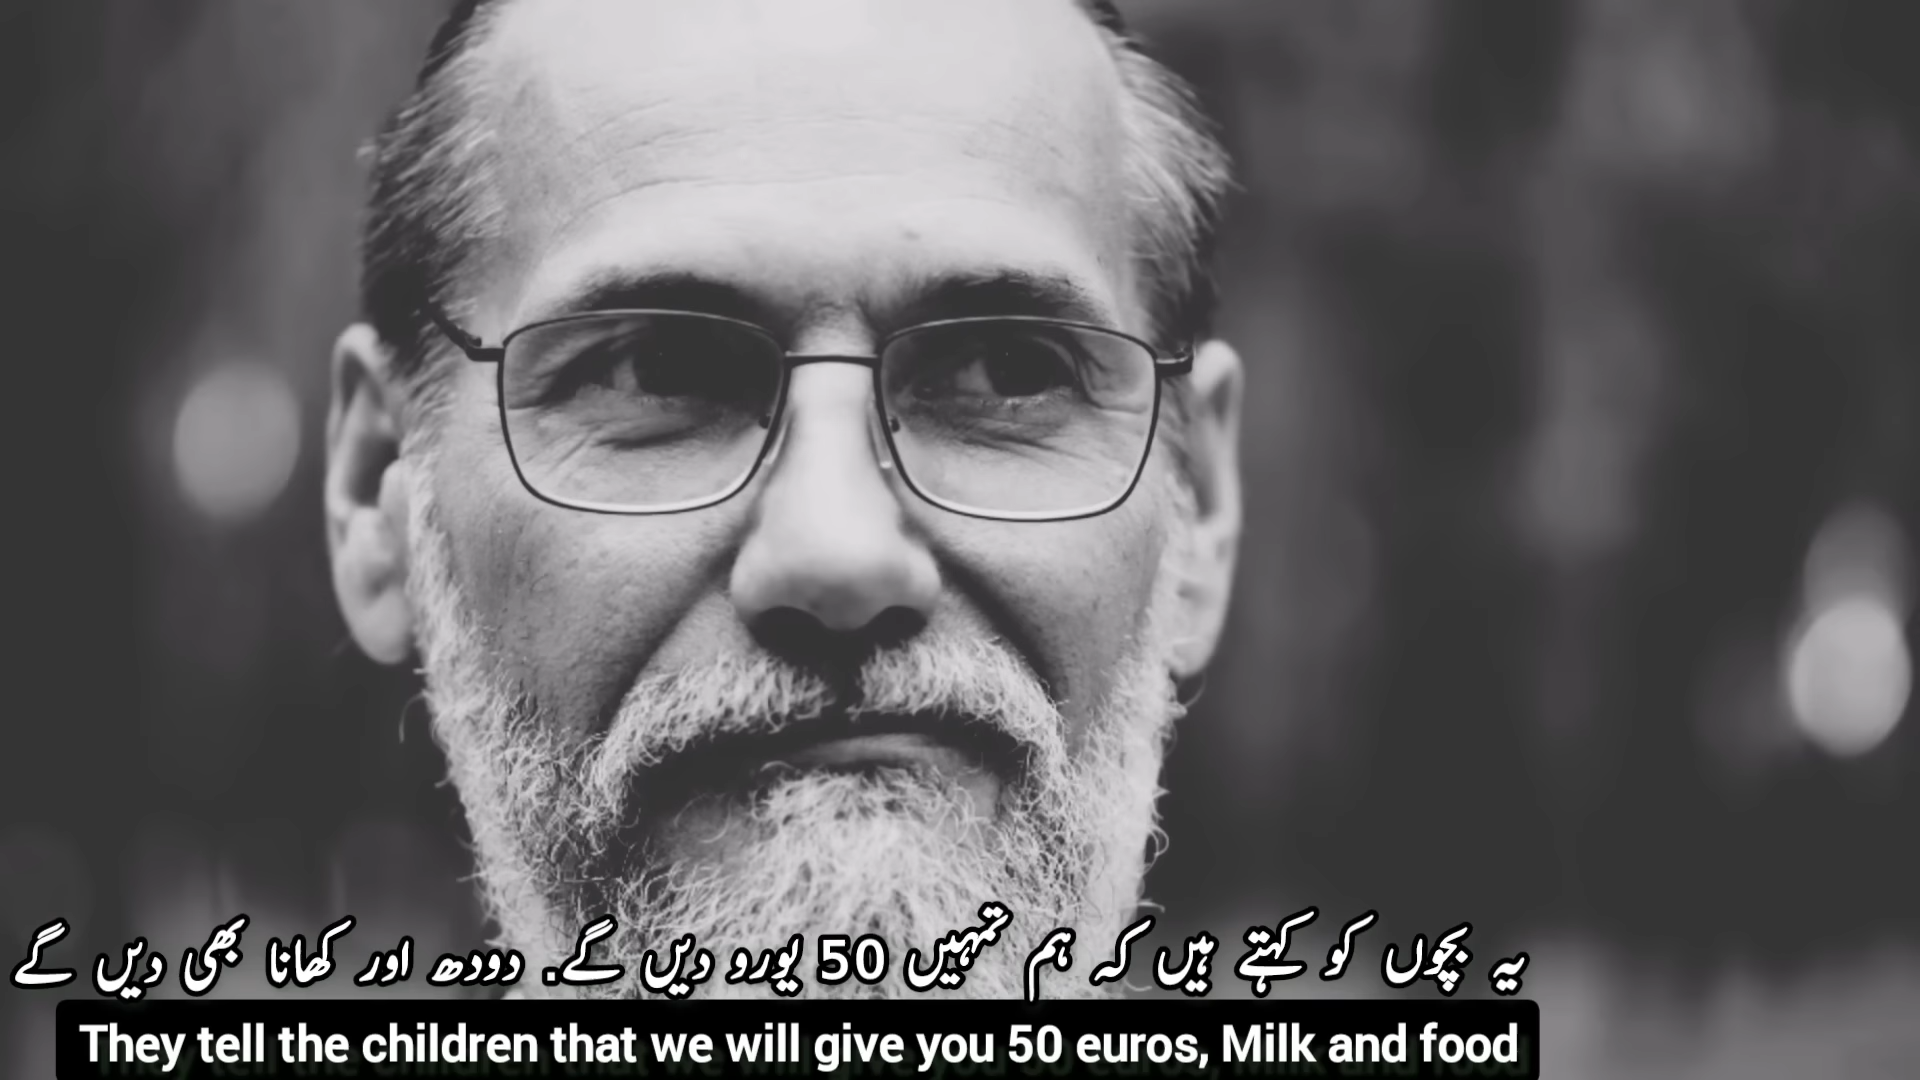 یہ بچوں کو کہتے ہیں کہ ہم تمہیں 50 یورو دیں گے. دودھ اور کھانا بھی دیں گے
They tell the children that we will give you 50 euros, Milk and food